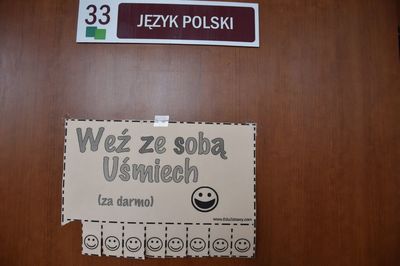 33
JĘZYK POLSKI
Weź ze sobą
Uśmiech
(za darmo)